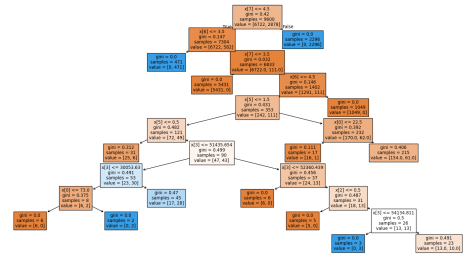 x[7] <= 4.5
gini = 0.42
samples = 9600
value = [6722, 2878]
True
False
x[6] <= 3.5
gini = 0.147
samples = 7304
value = [6722, 582]
gini = 0.0
samples = 2296
value = [0, 2296]
gini = 0.0
samples = 471
value = [0, 471]
x[7] <= 3.5
gini = 0.032
samples = 6833
value = [6722.0, 111.0]
gini = 0.0
samples = 5431
value = [5431, 0]
x[6] <= 4.5
gini = 0.146
samples = 1402
value = [1291, 111]
x[5] <= 1.5
gini = 0.431
samples = 353
value = [242, 111]
gini = 0.0
samples = 1049
value = [1049, 0]
x[5] <= 0.5
gini = 0.482
samples = 121
value = [72, 49]
x[0] <= 22.5
gini = 0.392
samples = 232
value = [170.0, 62.0]
gini = 0.312
samples = 31
value = [25, 6]
x[3] <= 51435.654
gini = 0.499
samples = 90
value = [47, 43]
gini = 0.111
samples = 17
value = [16, 1]
gini = 0.406
samples = 215
value = [154.0, 61.0]
gini = 0.491
samples = 53
value = [23, 30]
x[3] <= 52360.439
gini = 0.456
samples = 37
value = [24, 13]
x[0] <= 73.0
gini = 0.375
samples = 8
value = [6, 2]
gini = 0.47
samples = 45
value = [17, 28]
gini = 0.0
samples = 6
value = [6, 0]
x[2] <= 0.5
gini = 0.487
samples = 31
value = [18, 13]
gini = 0.0
samples = 6
value = [6, 0]
gini = 0.0
samples = 2
value = [0, 2]
gini = 0.0
samples = 5
value = [5, 0]
x[3] <= 54134.811
gini = 0.5
samples = 26
value = [13, 13]
gini = 0.0
samples = 3
value = [0, 3]
gini = 0.491
samples = 23
value = [13.0, 10.0]